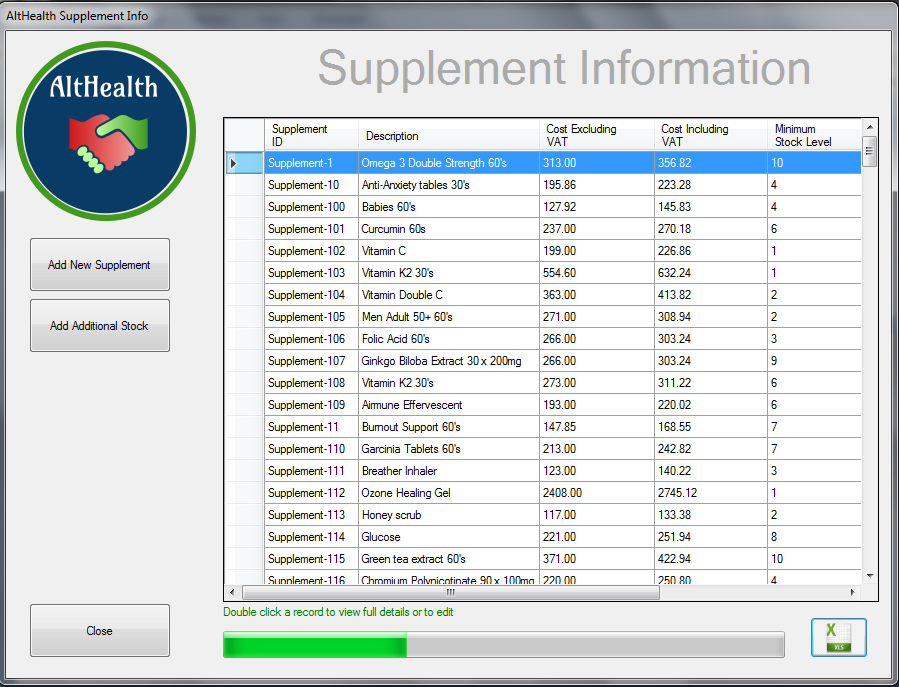 AltHealth Supplement Info
AltHealth
Supplement Information
Add New Supplement
Add Additional Stock
Close
Supplement ID Description Cost Excluding VAT Cost Including VAT Minimum Stock Level
Supplement-1 Omega 3 Double Strength 60's 313.00 356.82 10
Supplement-10 Anti-Anxiety tables 30's 195.86 223.28 4
Supplement-100 Babies 60's 127.92 145.83 4
Supplement-101 Curcumin 60s 237.00 270.18 6
Supplement-102 Vitamin C 199.00 226.86 1
Supplement-103 Vitamin K2 30's 554.60 632.24 1
Supplement-104 Vitamin Double C 363.00 413.82 2
Supplement-105 Men Adult 50+ 60's 271.00 308.94 2
Supplement-106 Folic Acid 60's 266.00 303.24 3
Supplement-107 Ginkgo Biloba Extract 30 x 200mg 266.00 303.24 9
Supplement-108 Vitamin K2 30's 273.00 311.22 6
Supplement-109 Airmune Effervescent 193.00 220.02 6
Supplement-11 Burnout Support 60's 147.85 168.55 7
Supplement-110 Garcinia Tablets 60's 213.00 242.82 7
Supplement-111 Breather Inhaler 123.00 140.22 3
Supplement-112 Ozone Healing Gel 2408.00 2745.12 1
Supplement-113 Honey scrub 117.00 133.38 2
Supplement-114 Glucose 221.00 251.94 8
Supplement-115 Green tea extract 60's 371.00 422.94 10
Supplement-116 Chromium Polynicotinate 90 x 100mg 220.00 250.80 4
Double click a record to view full details or to edit
X
XLS